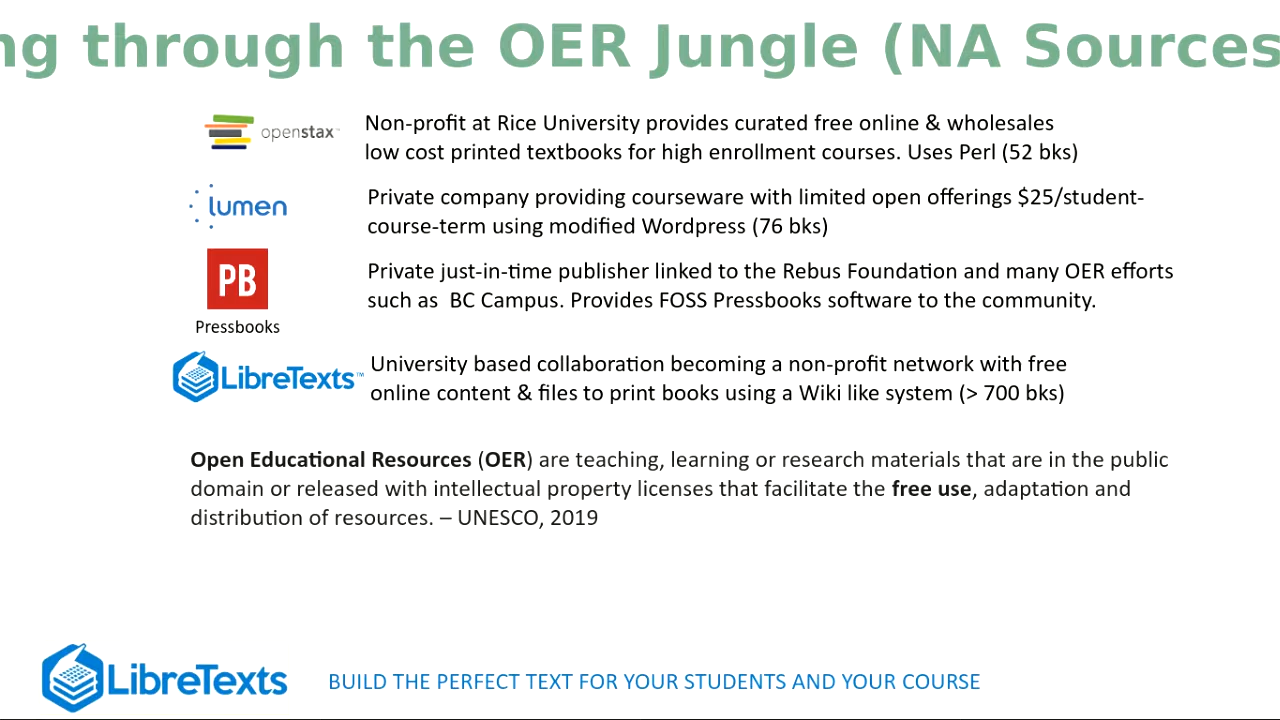 ng through the OER Jungle (NA Sources
openstax™
Non-profit at Rice University provides curated free online & wholesales
low cost printed textbooks for high enrollment courses. Uses Perl (52 bks)
lumen
Private company providing courseware with limited open offerings $25/student-
course-term using modified Wordpress (76 bks)
PB
Pressbooks
Private just-in-time publisher linked to the Rebus Foundation and many OER efforts
such as  BC Campus. Provides FOSS Pressbooks software to the community.
LibreTexts™
University based collaboration becoming a non-profit network with free
online content & files to print books using a Wiki like system (> 700 bks)
Open Educational Resources (OER) are teaching, learning or research materials that are in the public
domain or released with intellectual property licenses that facilitate the free use, adaptation and
distribution of resources. – UNESCO, 2019
LibreTexts
BUILD THE PERFECT TEXT FOR YOUR STUDENTS AND YOUR COURSE